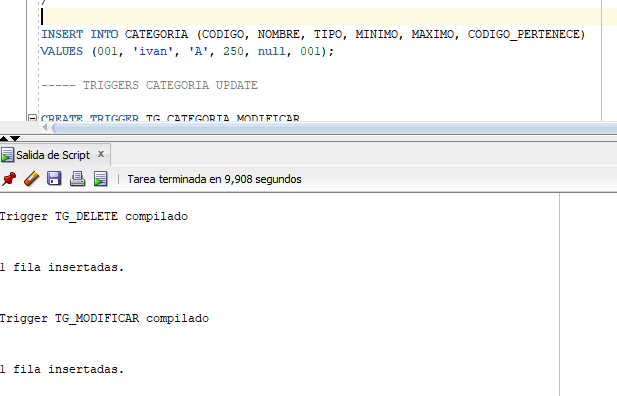 /
INSERT INTO CATEGORIA (CODIGO, NOMBRE, TIPO, MINIMO, MAXIMO, CODIGO_PERTENECE)
VALUES (001, 'ivan', 'A', 250, null, 001);
----- TRIGGERS CATEGORIA UPDATE
CREATE TRIGGER TG_CATEGORIA_MODIFICAR
Salida de Script x
Tarea terminada en 9,908 segundos
Trigger TG_DELETE compilado
1 fila insertadas.
Trigger TG_MODIFICAR compilado
1 fila insertadas.